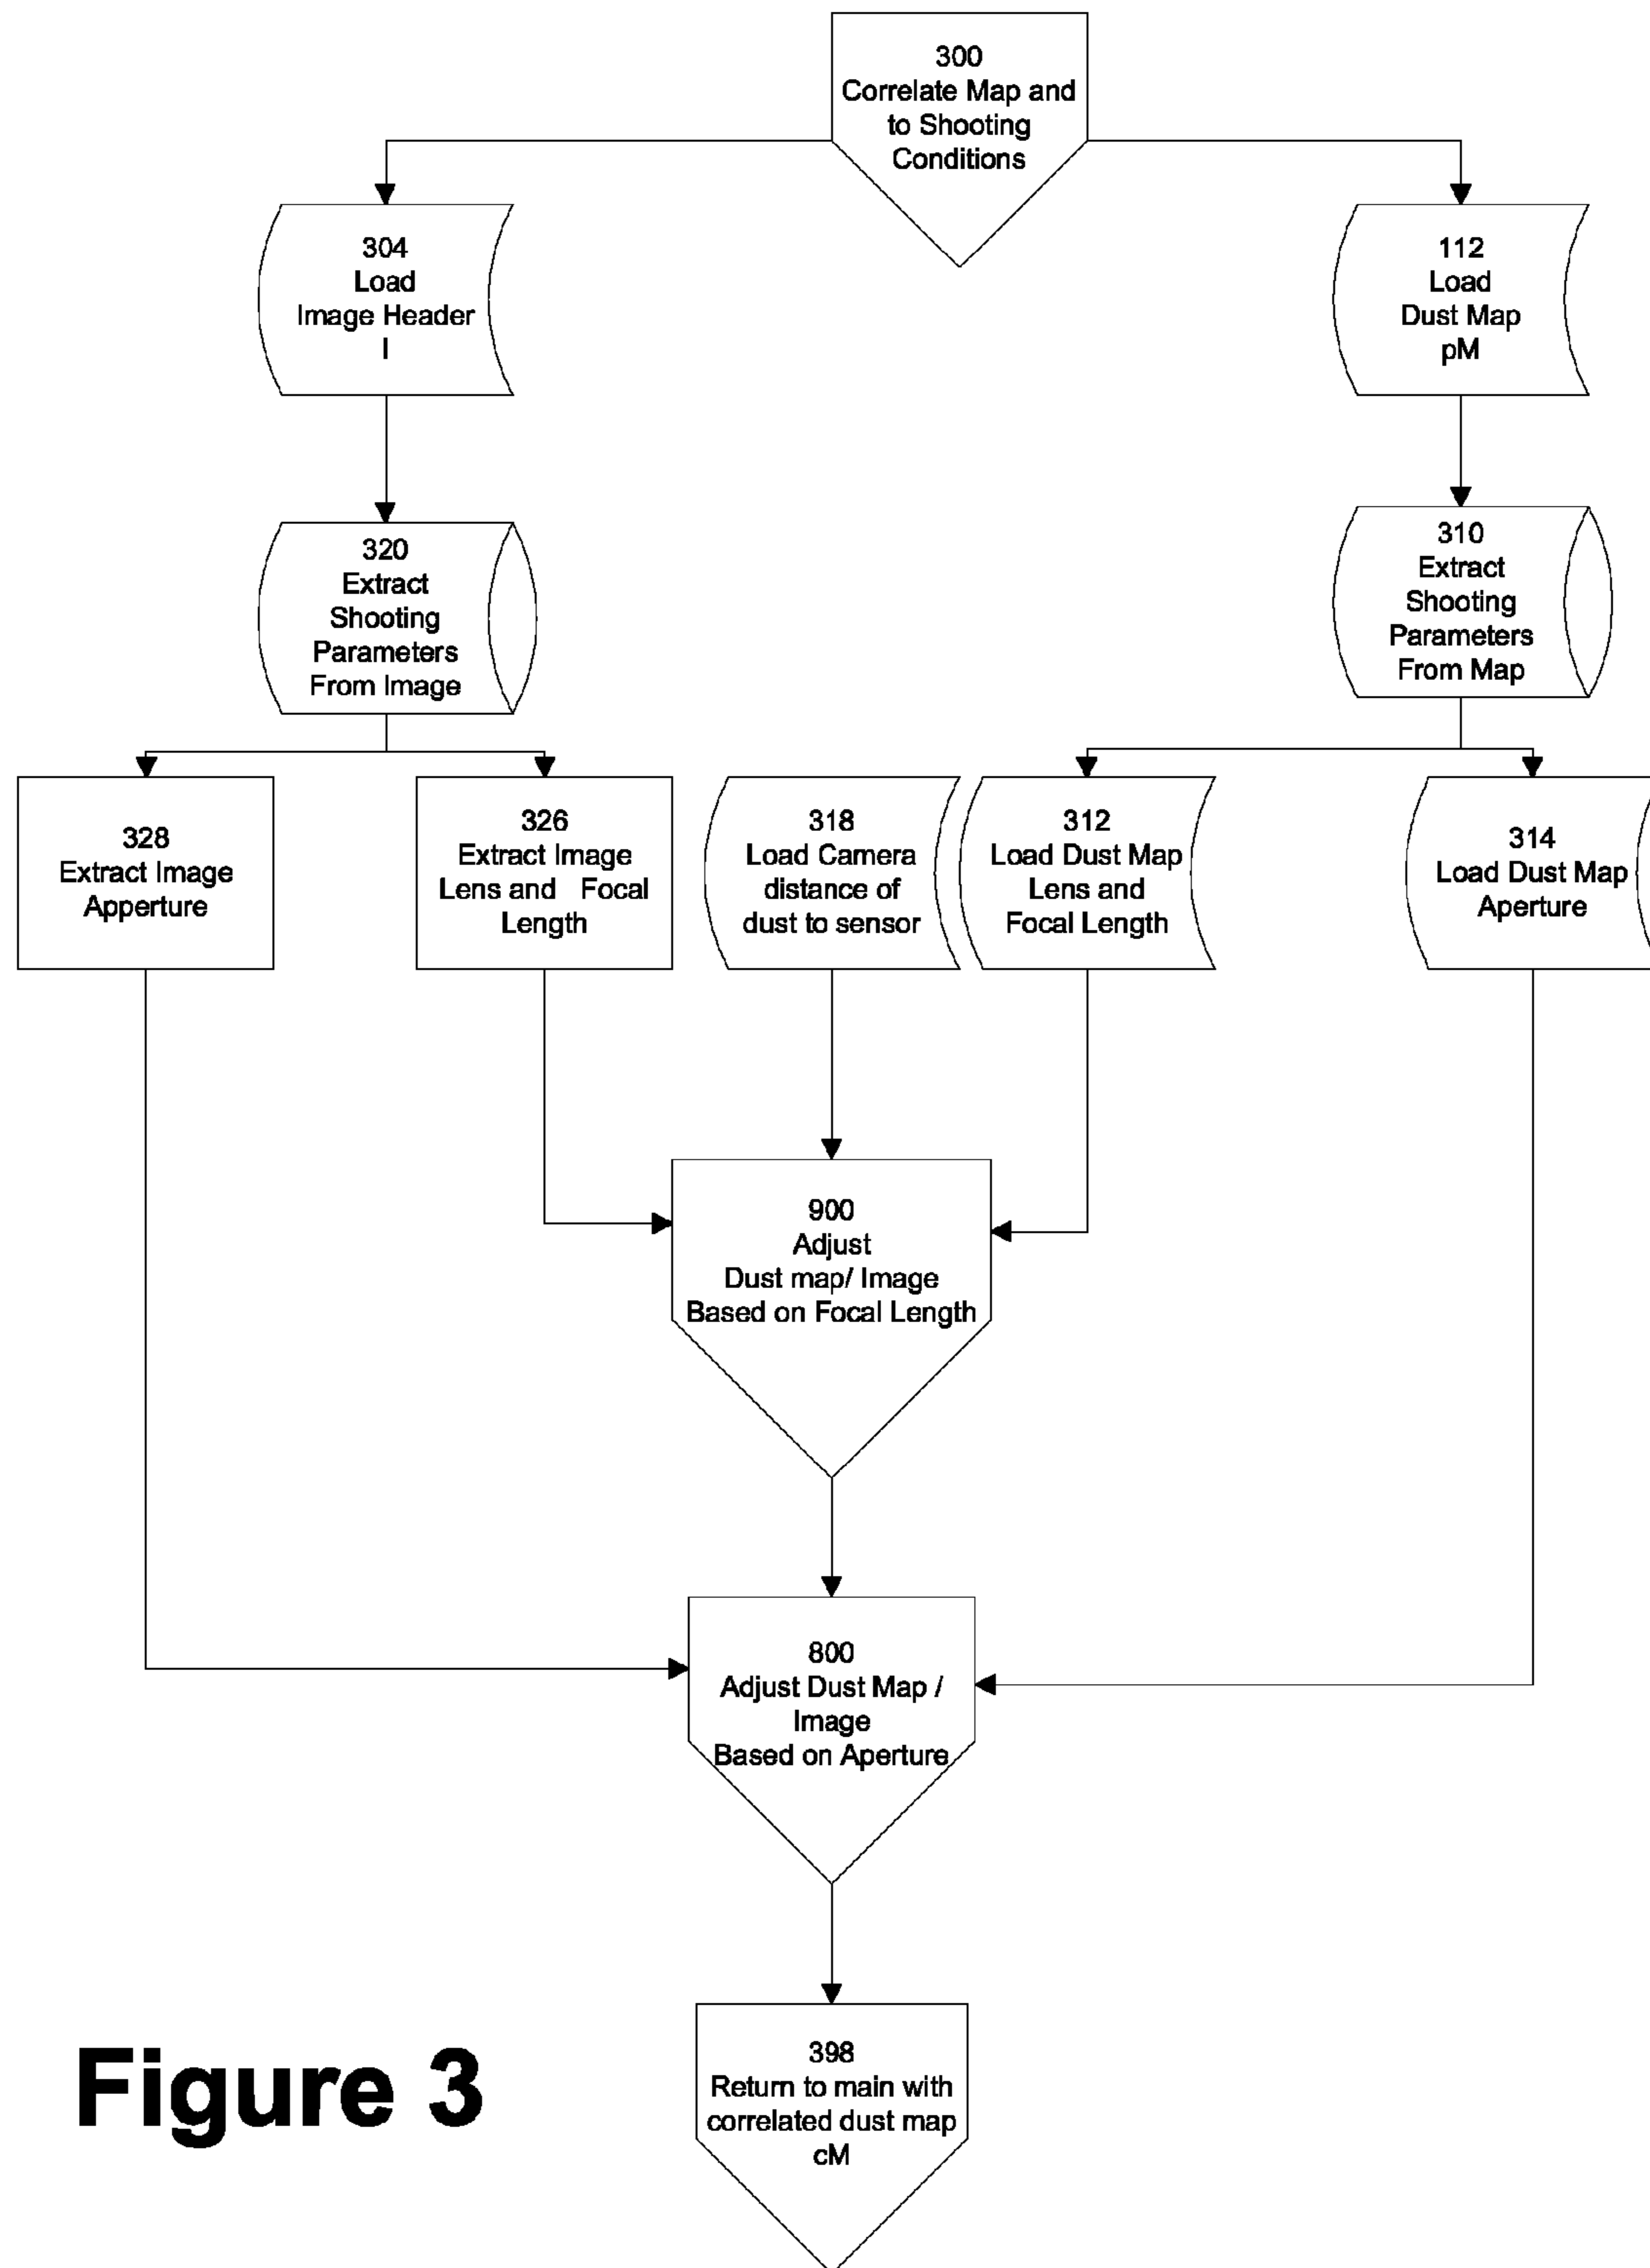 300
Correlate Map and
to Shooting
Conditions
304
Load
Image Header
I
112
Load
Dust Map
pM
320
Extract
Shooting
Parameters
From Image
310
Extract
Shooting
Parameters
From Map
328
Extract Image
Apperture
326
Extract Image
Lens and Focal
Length
318
Load Camera
distance of
dust to sensor
312
Load Dust Map
Lens and
Focal Length
314
Load Dust Map
Aperture
900
Adjust
Dust map/ Image
Based on Focal Length
800
Adjust Dust Map /
Image
Based on Aperture
398
Return to main with
correlated dust map
cM
Figure 3